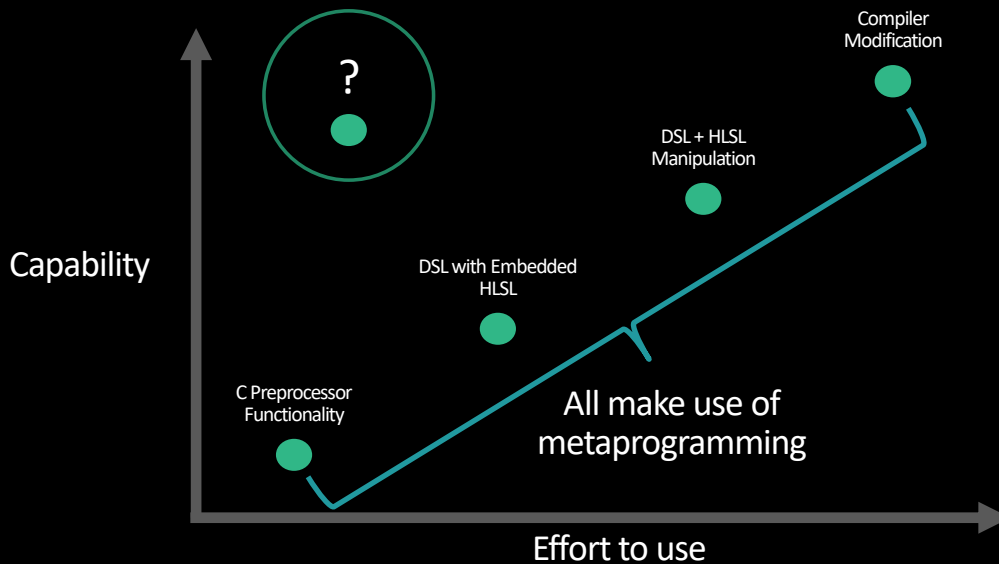 Compiler
Modification
?
DSL + HLSL
Manipulation
Capability
DSL with Embedded
HLSL
C Preprocessor
Functionality
All make use of
metaprogramming
Effort to use